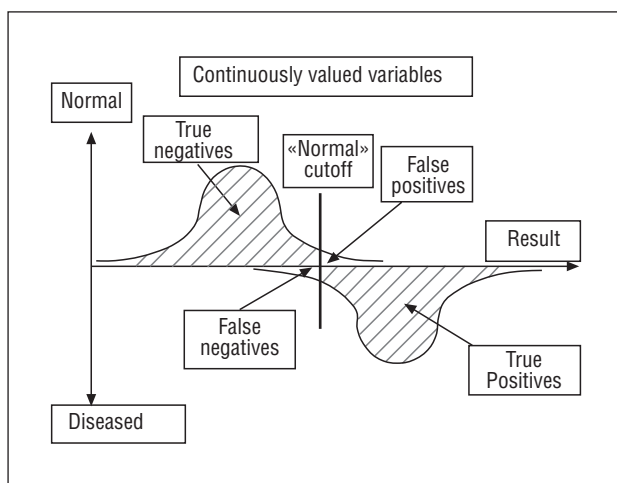 Continuously valued variables
Normal
True
negatives
«Normal»
cutoff
False
positives
Result
False
negatives
True
Positives
Diseased